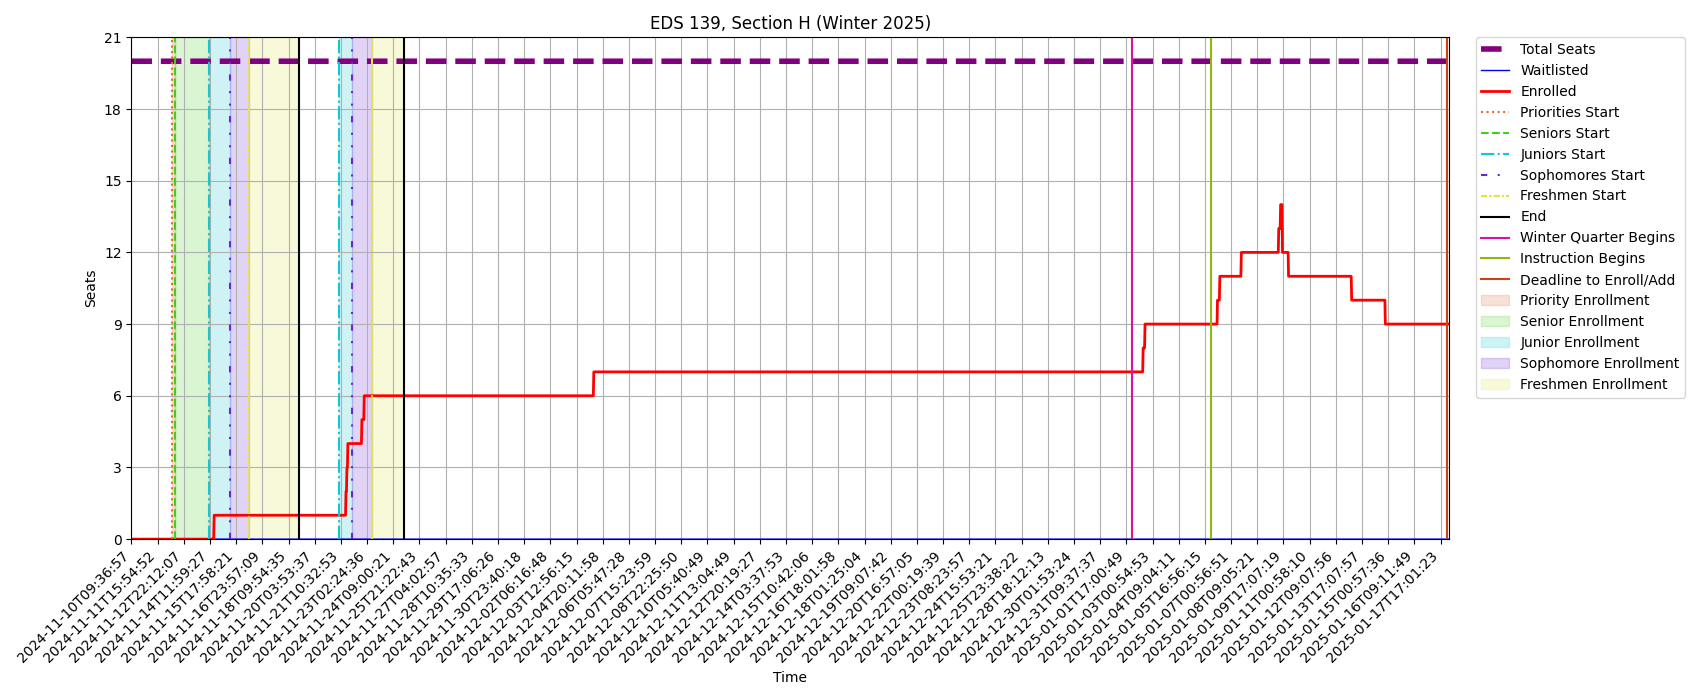 EDS 139, Section H (Winter 2025)
21
18
15
12
9
6
3
0
Seats
2024-11-10T09:36:57
2024-11-11T15:54:52
2024-11-12T22:12:07
2024-11-14T11:59:27
2024-11-15T17:58:21
2024-11-16T23:57:09
2024-11-18T09:54:35
2024-11-20T03:53:37
2024-11-21T10:32:53
2024-11-23T02:24:36
2024-11-24T09:00:21
2024-11-25T21:22:43
2024-11-27T04:02:57
2024-11-28T10:35:33
2024-11-29T17:06:26
2024-11-30T23:40:18
2024-12-02T06:16:48
2024-12-03T12:56:15
2024-12-04T20:11:58
2024-12-06T05:47:28
2024-12-07T15:23:59
2024-12-08T22:25:50
2024-12-10T05:40:49
2024-12-11T13:04:49
2024-12-12T20:19:27
2024-12-14T03:37:53
2024-12-15T10:42:06
2024-12-16T18:01:58
2024-12-18T01:25:04
2024-12-19T09:07:42
2024-12-20T16:57:05
2024-12-22T00:19:39
2024-12-23T08:23:57
2024-12-24T15:53:21
2024-12-25T23:38:22
2024-12-28T18:12:13
2024-12-30T01:53:24
2024-12-31T09:37:37
2025-01-01T17:00:49
2025-01-03T00:54:53
2025-01-04T09:04:11
2025-01-05T16:56:15
2025-01-07T00:56:51
2025-01-08T09:05:21
2025-01-09T17:07:19
2025-01-11T00:58:10
2025-01-12T09:07:56
2025-01-13T17:07:57
2025-01-15T00:57:36
2025-01-16T09:11:49
2025-01-17T17:01:23
Time
Total Seats
Waitlisted
Enrolled
Priorities Start
Seniors Start
Juniors Start
Sophomores Start
Freshmen Start
End
Winter Quarter Begins
Instruction Begins
Deadline to Enroll/Add
Priority Enrollment
Senior Enrollment
Junior Enrollment
Sophomore Enrollment
Freshmen Enrollment